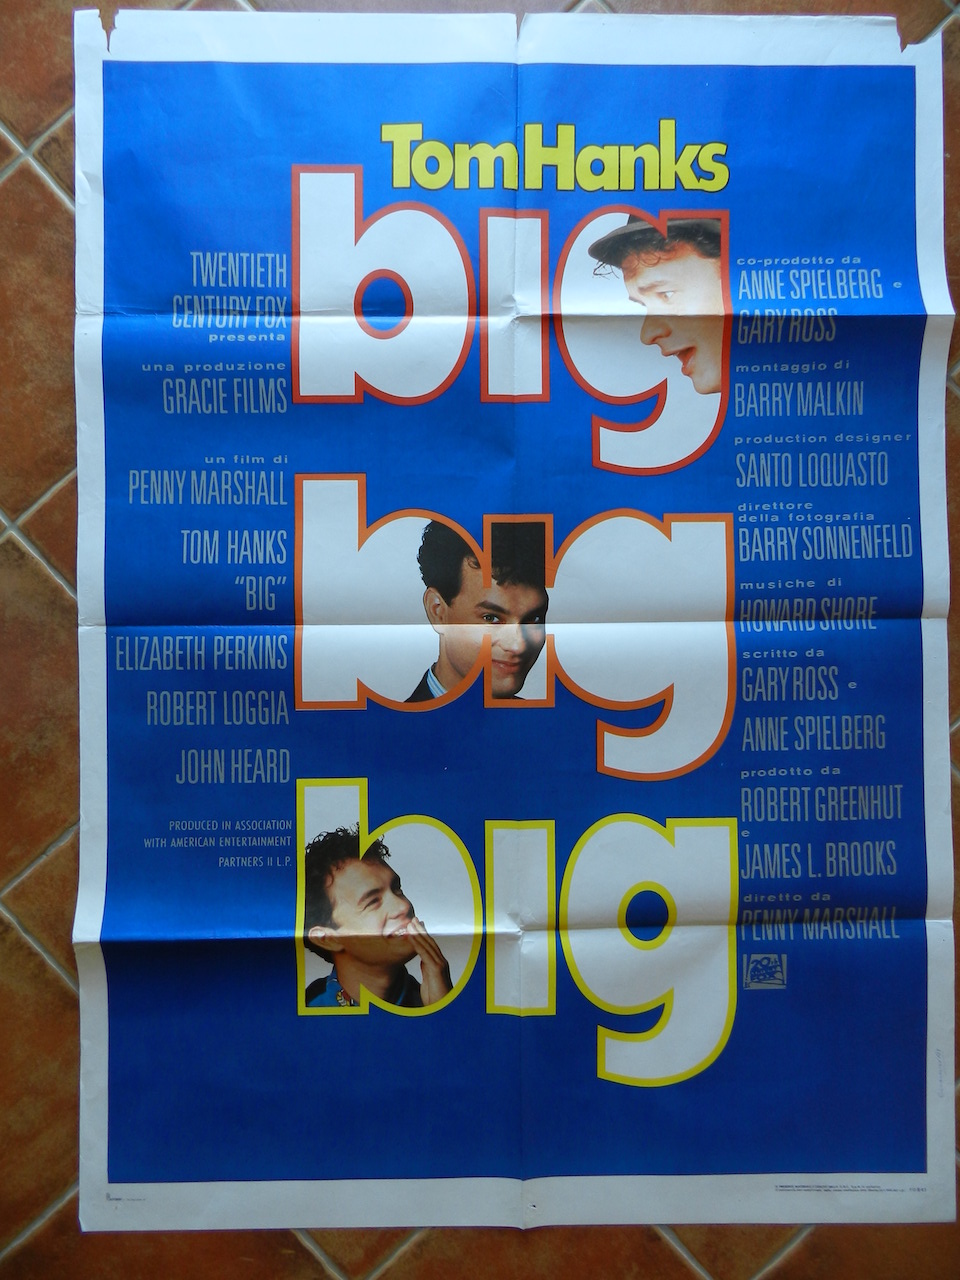 Tom Hanks
big
big
big
TWENTIETH
CENTURY FOX
presenta
una produzione
GRACIE FILMS
un film di
PENNY MARSHALL
TOM HANKS
"BIG"
ELIZABETH PERKINS
ROBERT LOGGIA
JOHN HEARD
PRODUCED IN ASSOCIATION
WITH AMERICAN ENTERTAINMENT
PARTNERS II L.P.
co-prodotto da
ANNE SPIELBERG e
GARY ROSS
montaggio di
BARRY MALKIN
production designer
SANTO LOQUASTO
direttore
della fotografia
BARRY SONNENFELD
musiche di
HOWARD SHORE
scritto da
GARY ROSS e
ANNE SPIELBERG
prodotto da
ROBERT GREENHUT
e
JAMES L. BROOKS
diretto da
PENNY MARSHALL